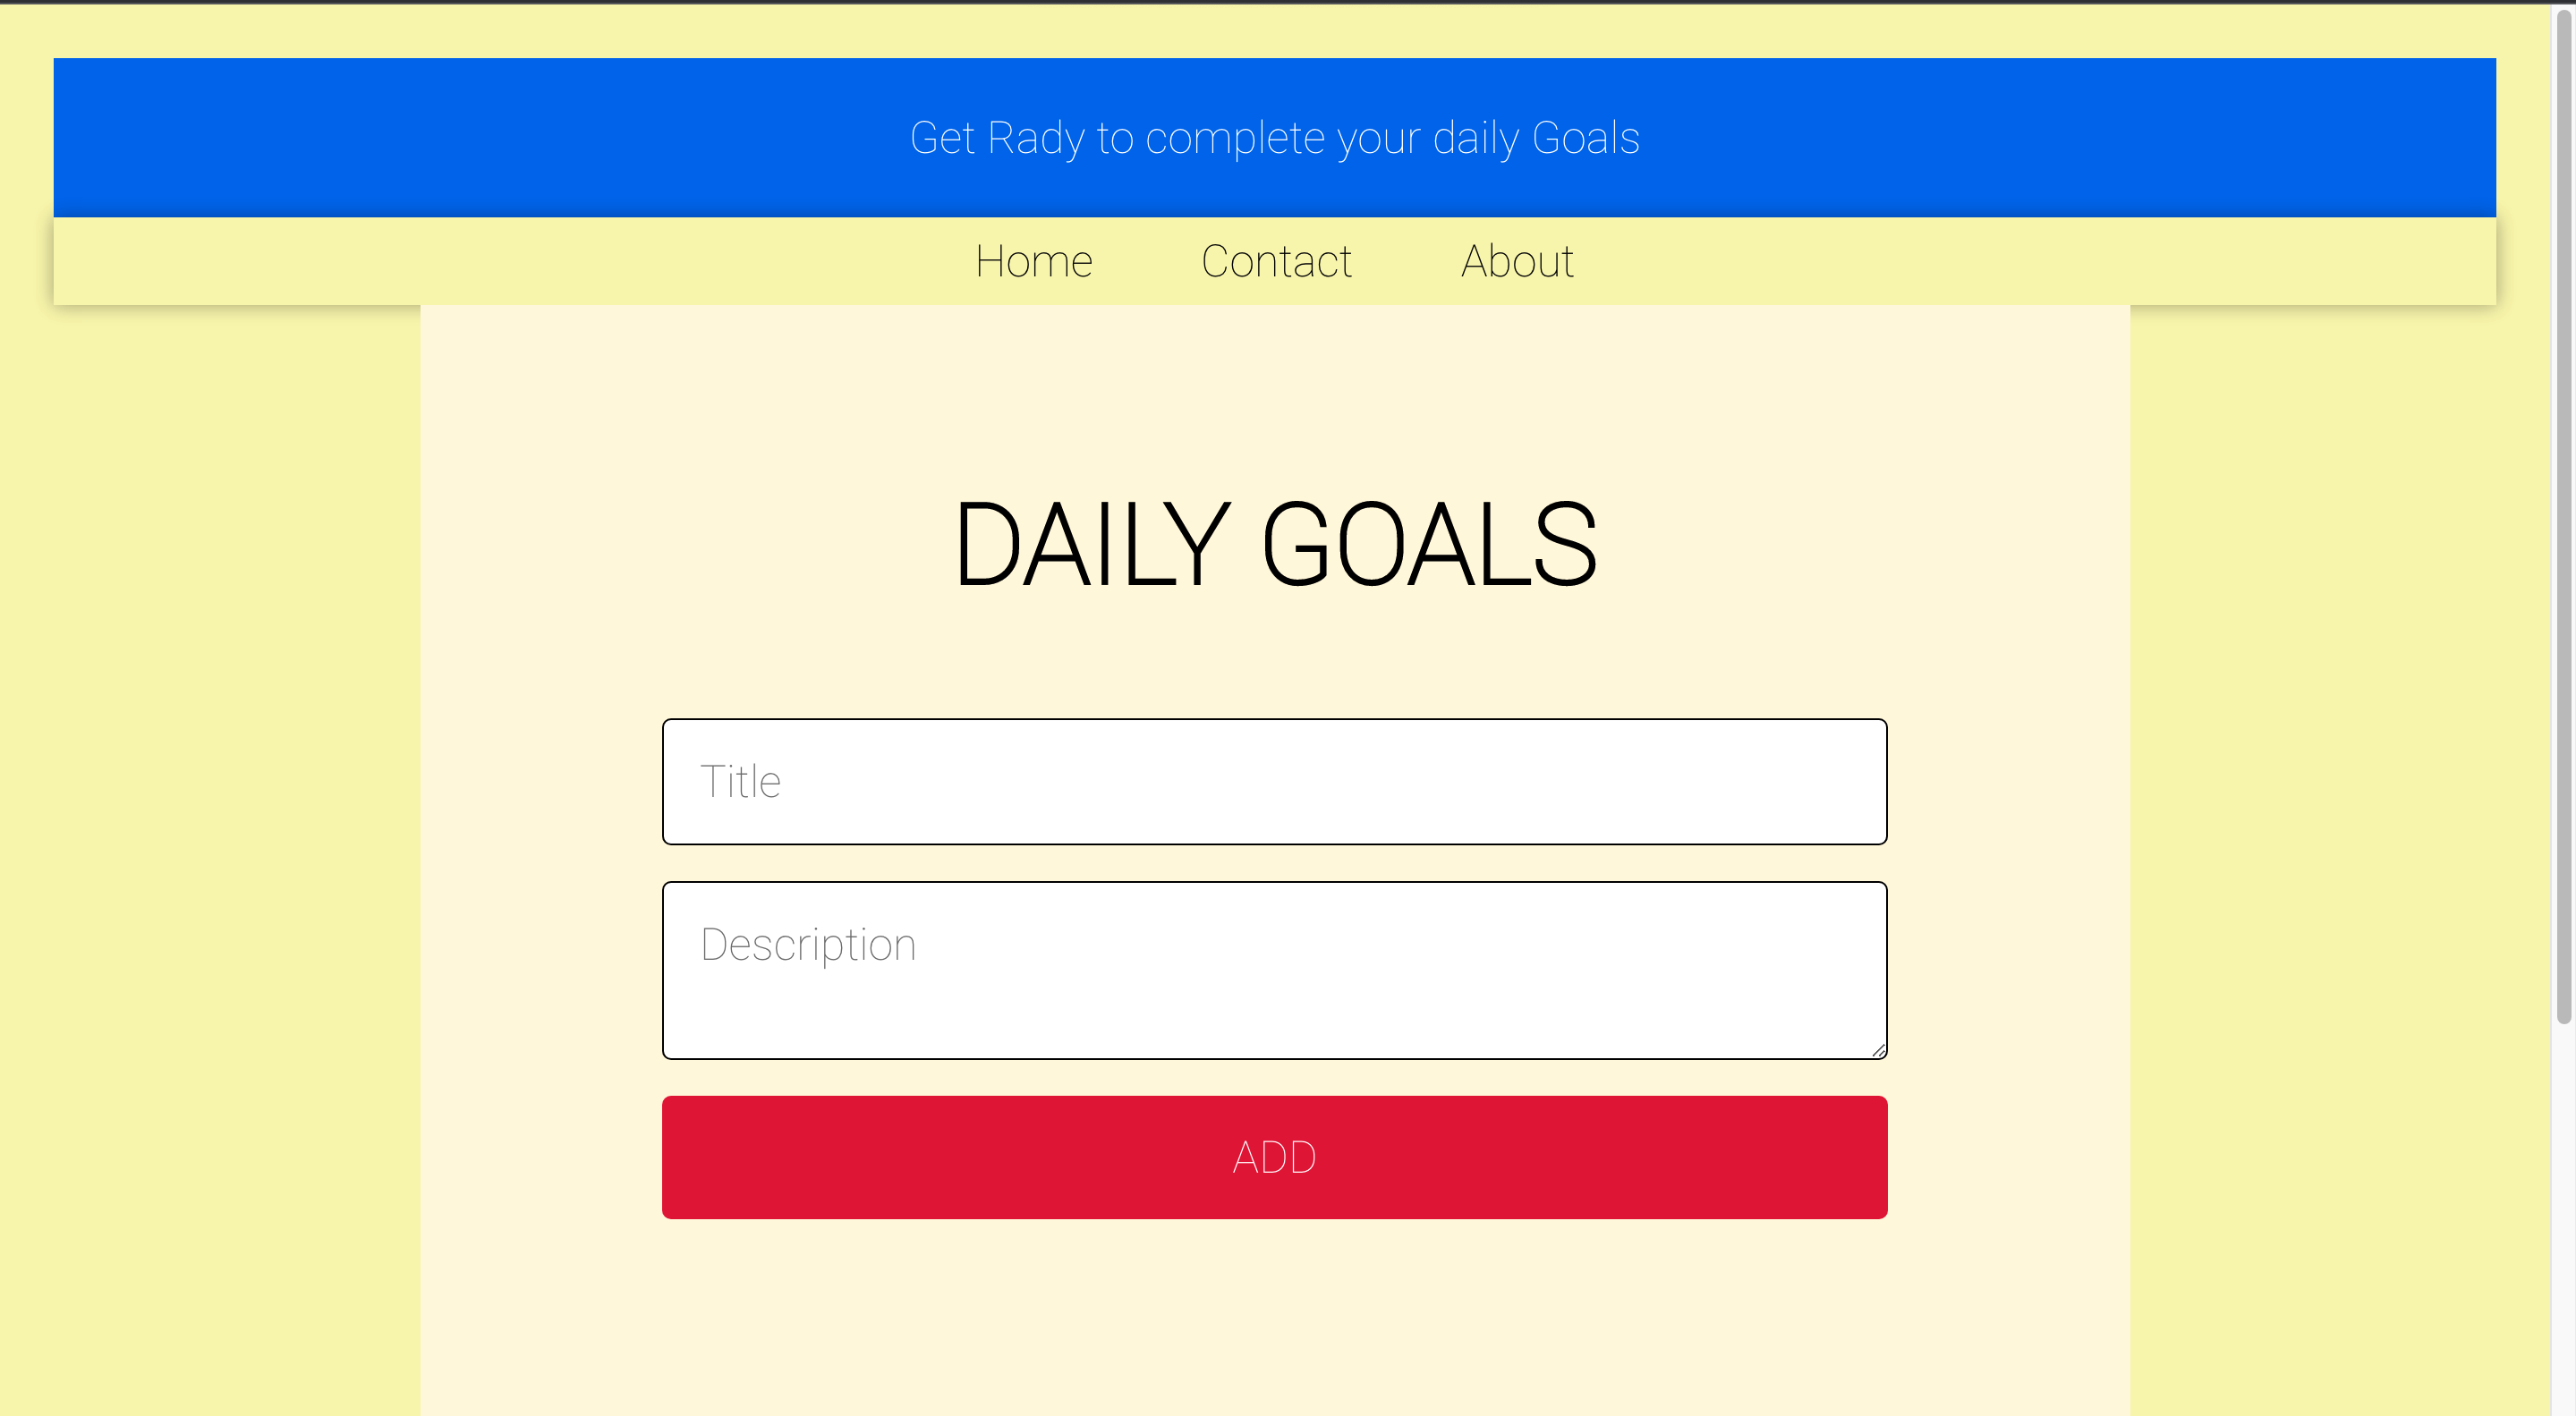 Get Rady to complete your daily Goals
Home Contact About
DAILY GOALS
Title
Description
ADD